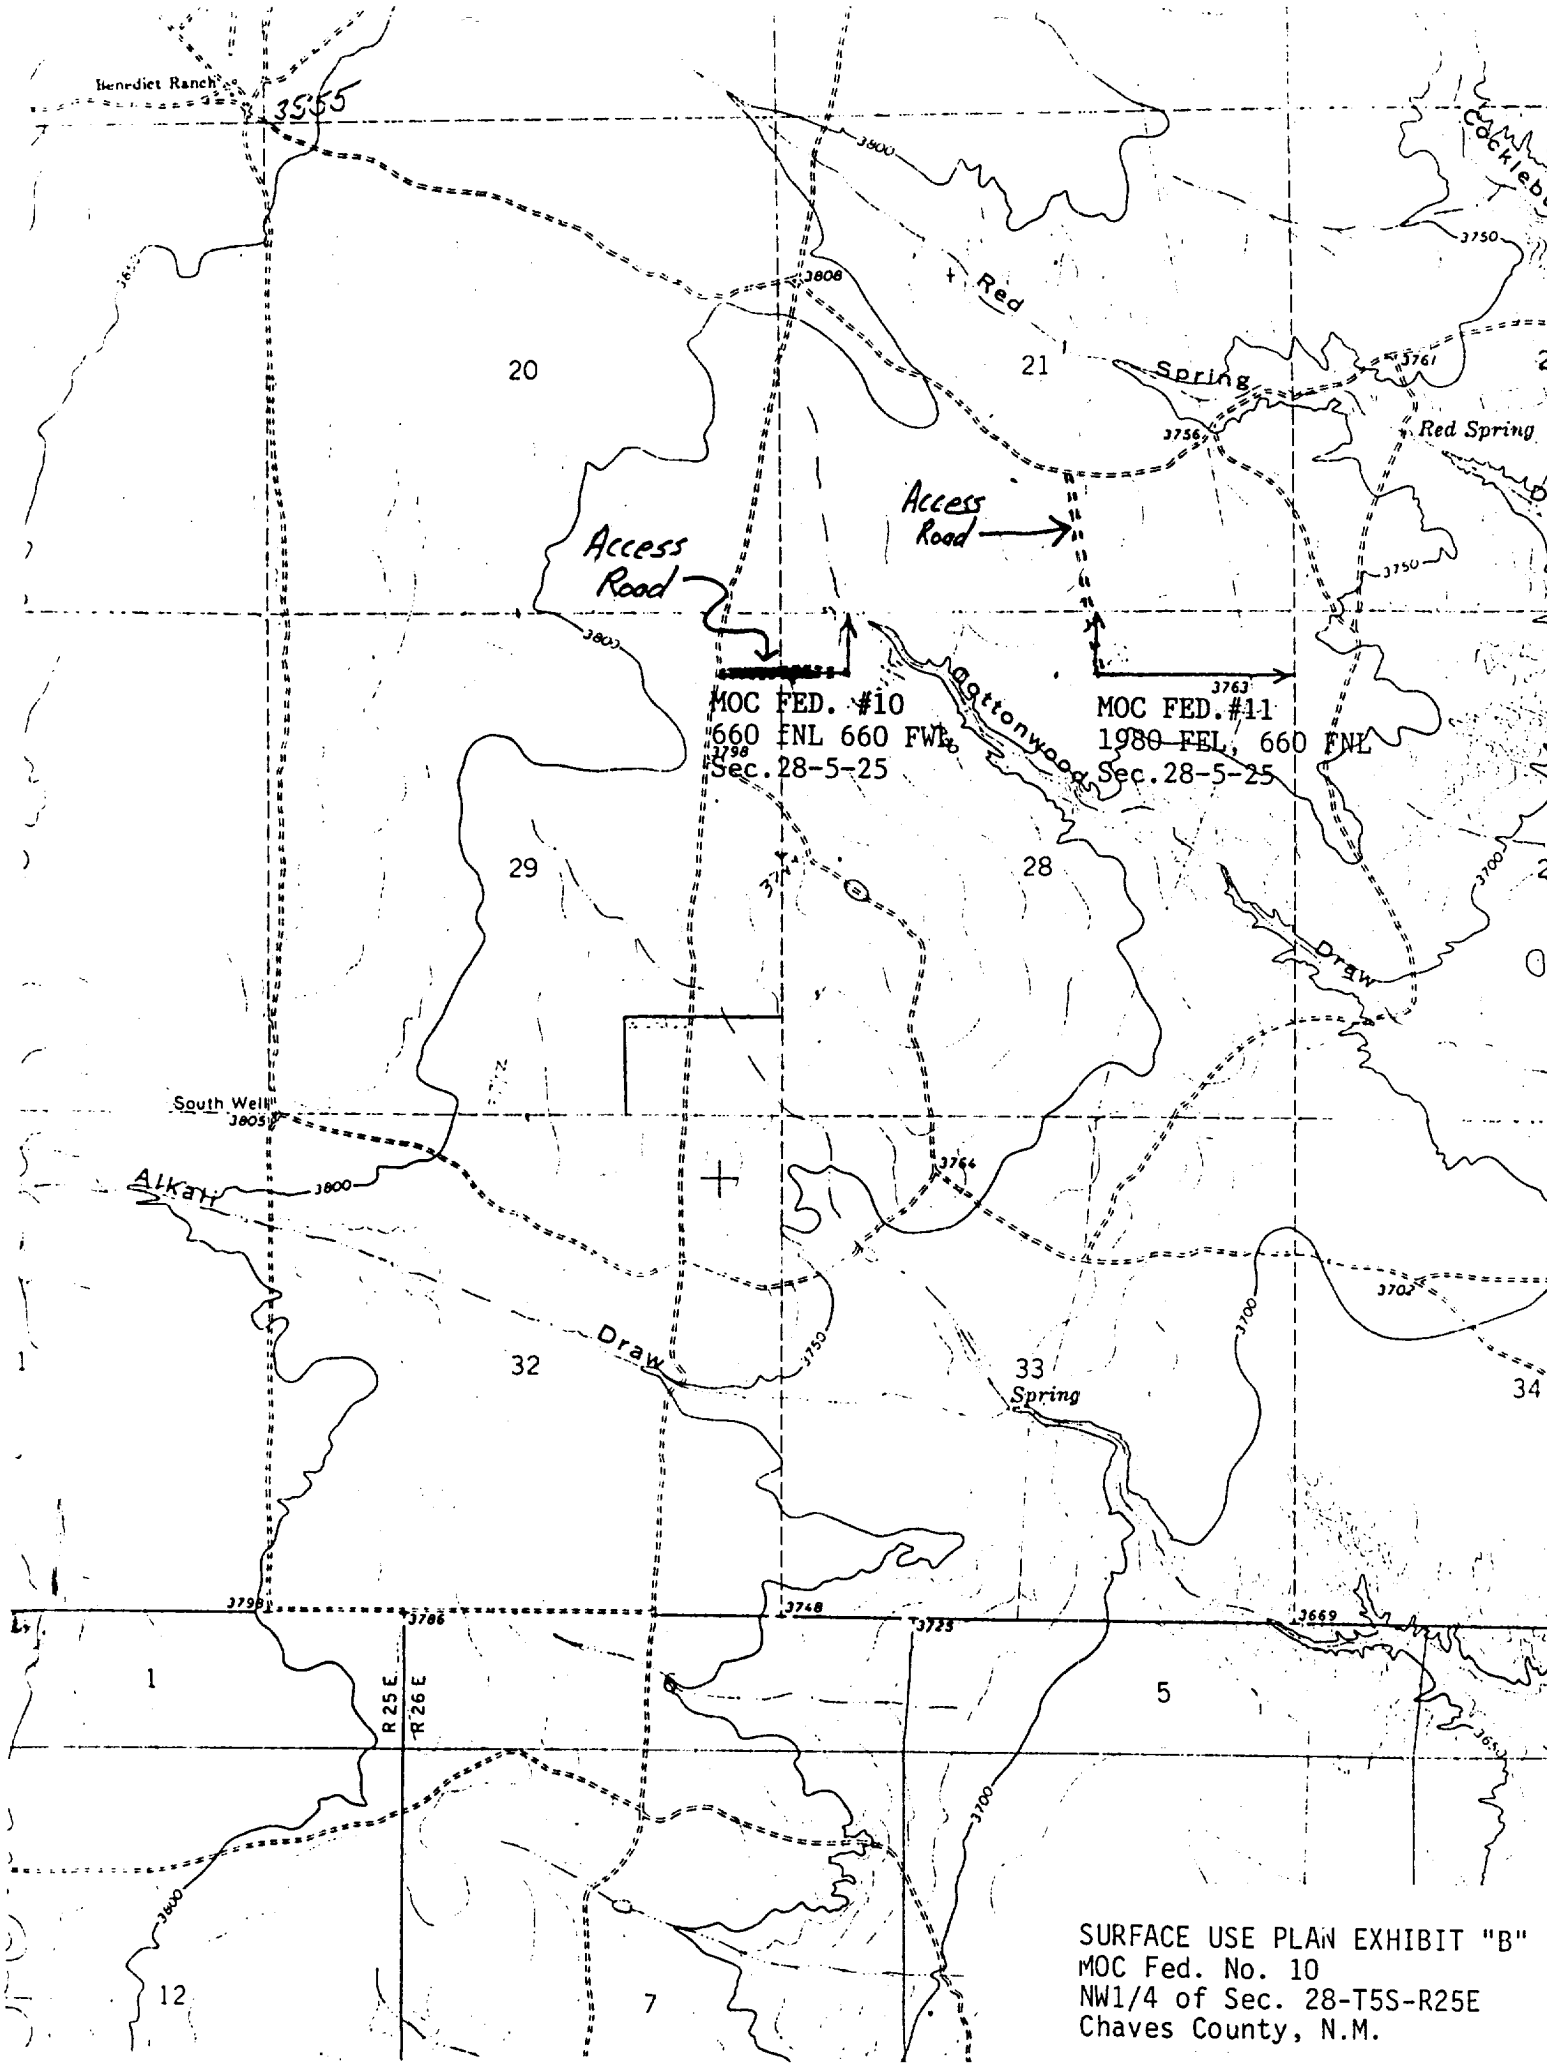 Benedict Ranch
3555
3800
Cockleb
3750
3808
Red
20
21
Spring
3761
3756
Red Spring
Access
Road
Access
Road
3750
3800
3763
MOC FED. #10
660 FNL 660 FWL
3798
Sec.28-5-25
MOC FED.#11
1980 FEL, 660 FNL
Sec.28-5-25
Cottonwood
29
28
3700
Draw
South Well
3805
Alkali
3800
3764
3702
3700
3750
Draw
32
33
Spring
34
3798
3786
3748
3725
3669
1
R 25 E
R 26 E
6
5
3650
3700
3800
12
7
SURFACE USE PLAN EXHIBIT "B"
MOC Fed. No. 10
NW1/4 of Sec. 28-T5S-R25E
Chaves County, N.M.